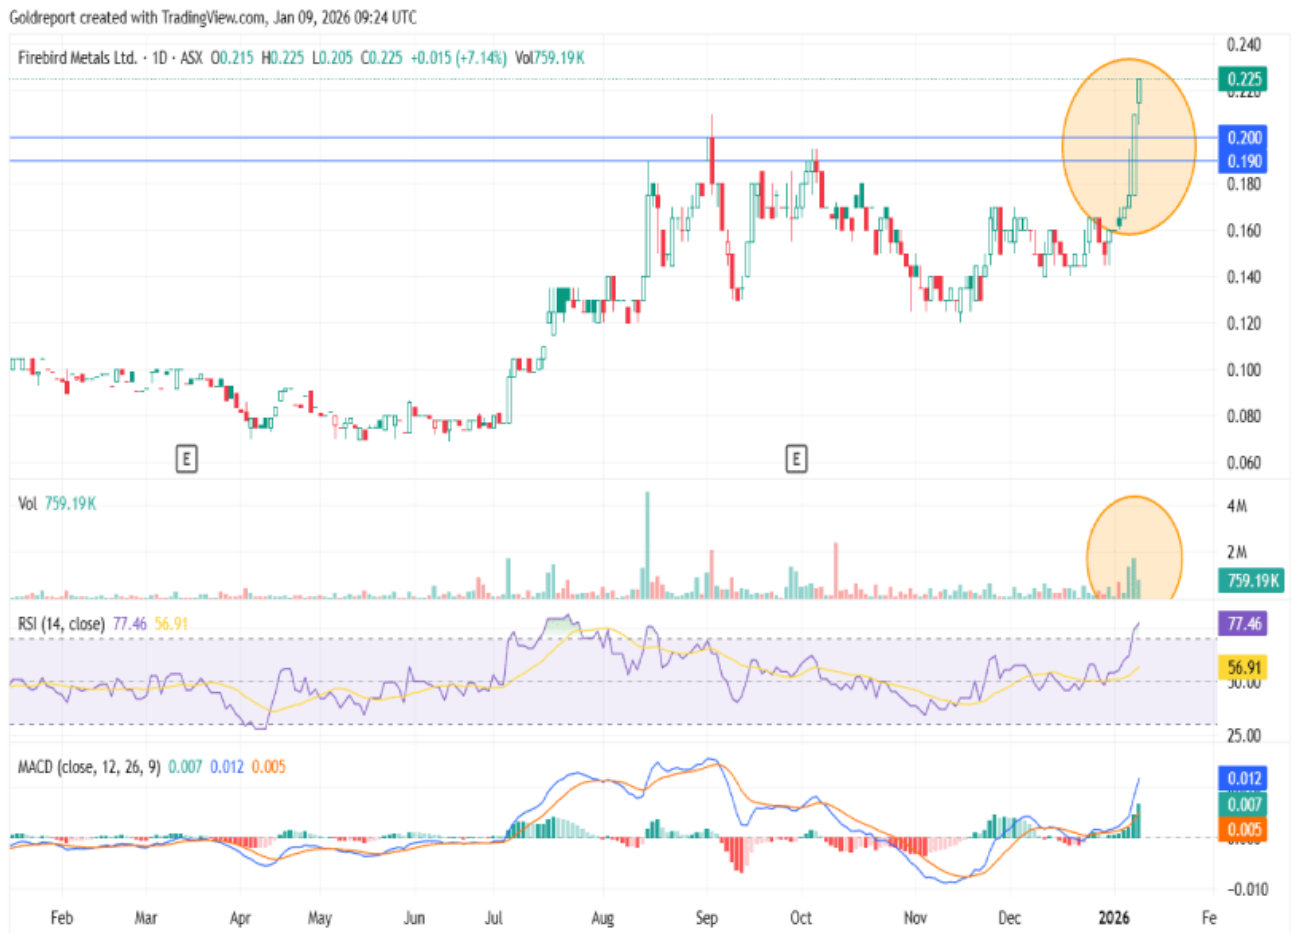 Goldreport created with TradingView.com, Jan 09, 2026 09:24 UTC
Firebird Metals Ltd. · 1D · ASX O0.215 H0.225 L0.205 C0.225 +0.015 (+7.14%) Vol759.19K
0.240
0.225
0.220
0.200
0.190
0.180
0.160
0.140
0.120
0.100
0.080
0.060
E E
Vol 759.19K
4M
2M
759.19K
RSI (14, close) 77.46 56.91
77.46
56.91
50.00
25.00
MACD (close, 12, 26, 9) 0.007 0.012 0.005
0.012
0.007
0.005
−0.010
Feb Mar Apr May Jun Jul Aug Sep Oct Nov Dec 2026 Fe